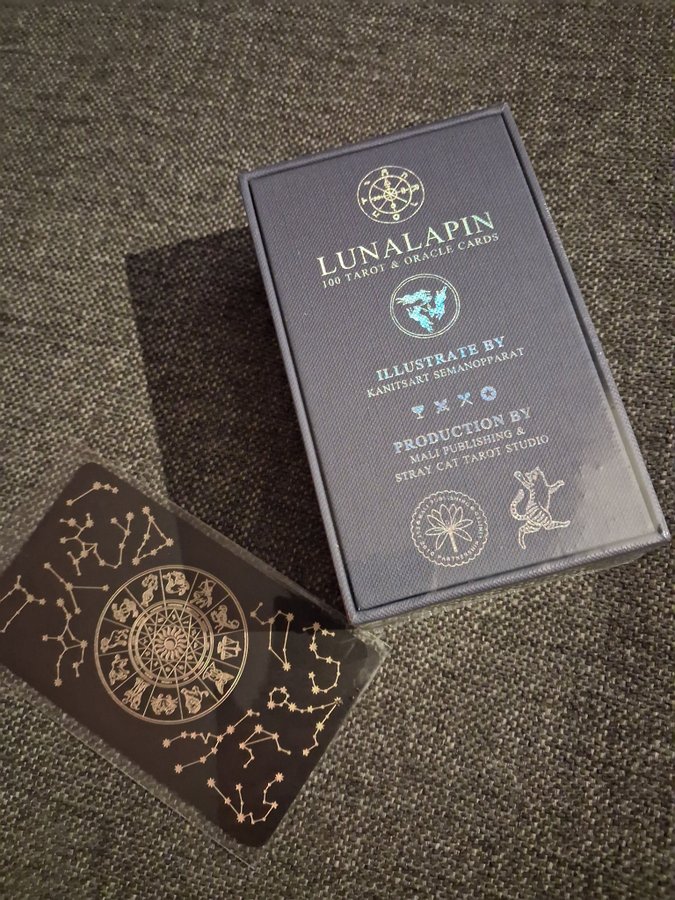 LUNALAPIN
100 TAROT & ORACLE CARDS
ILLUSTRATE BY
KANITSART SEMANOPPARAT
PRODUCTION BY
MALI PUBLISHING &
STRAY CAT TAROT STUDIO